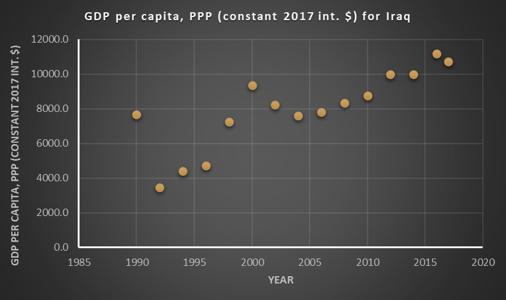 GDP per capita, PPP (constant 2017 int. $) for Iraq
GDP PER CAPITA, PPP (CONSTANT 2017 INT. $)
12000.0
10000.0
8000.0
6000.0
4000.0
2000.0
0.0
1985 1990 1995 2000 2005 2010 2015 2020
YEAR